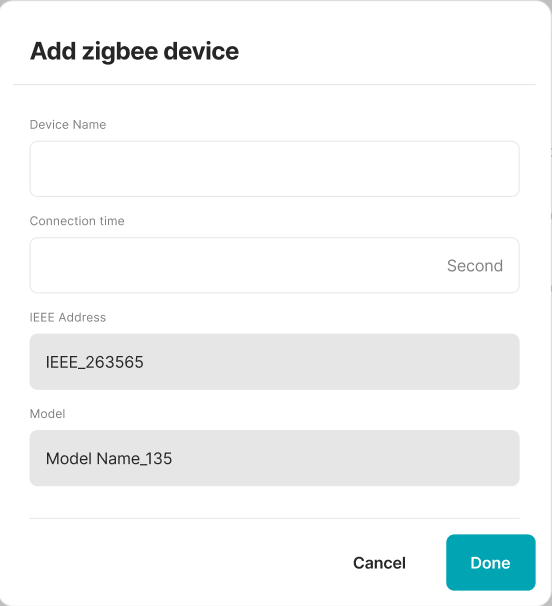 Add zigbee device
Device Name
Connection time
Second
IEEE Address
IEEE_263565
Model
Model Name_135
Cancel Done